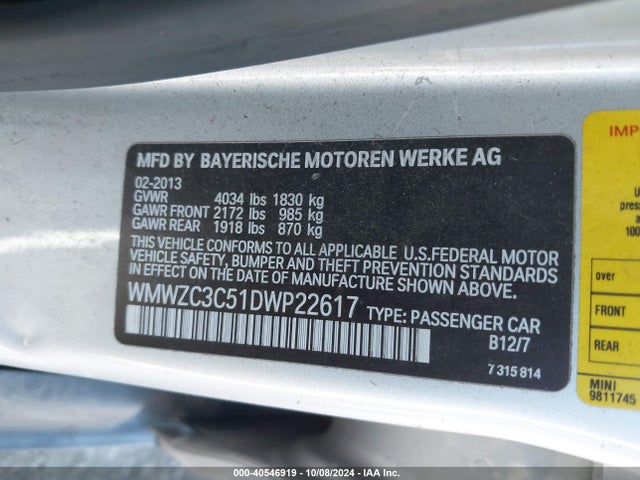 MFD BY BAYERISCHE MOTOREN WERKE AG
02-2013
GVWR 4034 lbs 1830 kg
GAWR FRONT 2172 lbs 985 kg
GAWR REAR 1918 lbs 870 kg
THIS VEHICLE CONFORMS TO ALL APPLICABLE U.S.FEDERAL MOTOR
VEHICLE SAFETY, BUMPER AND THEFT PREVENTION STANDARDS
IN EFFECT ON THE DATE OF MANUFACTURE SHOWN ABOVE.
WMWZC3C51DWP22617 TYPE: PASSENGER CAR
B12/7
7 315 814
IMP
U
press
a
100
over
FRONT
REAR
MINI
9811745
000-40546919 - 10/08/2024 - IAA Inc.